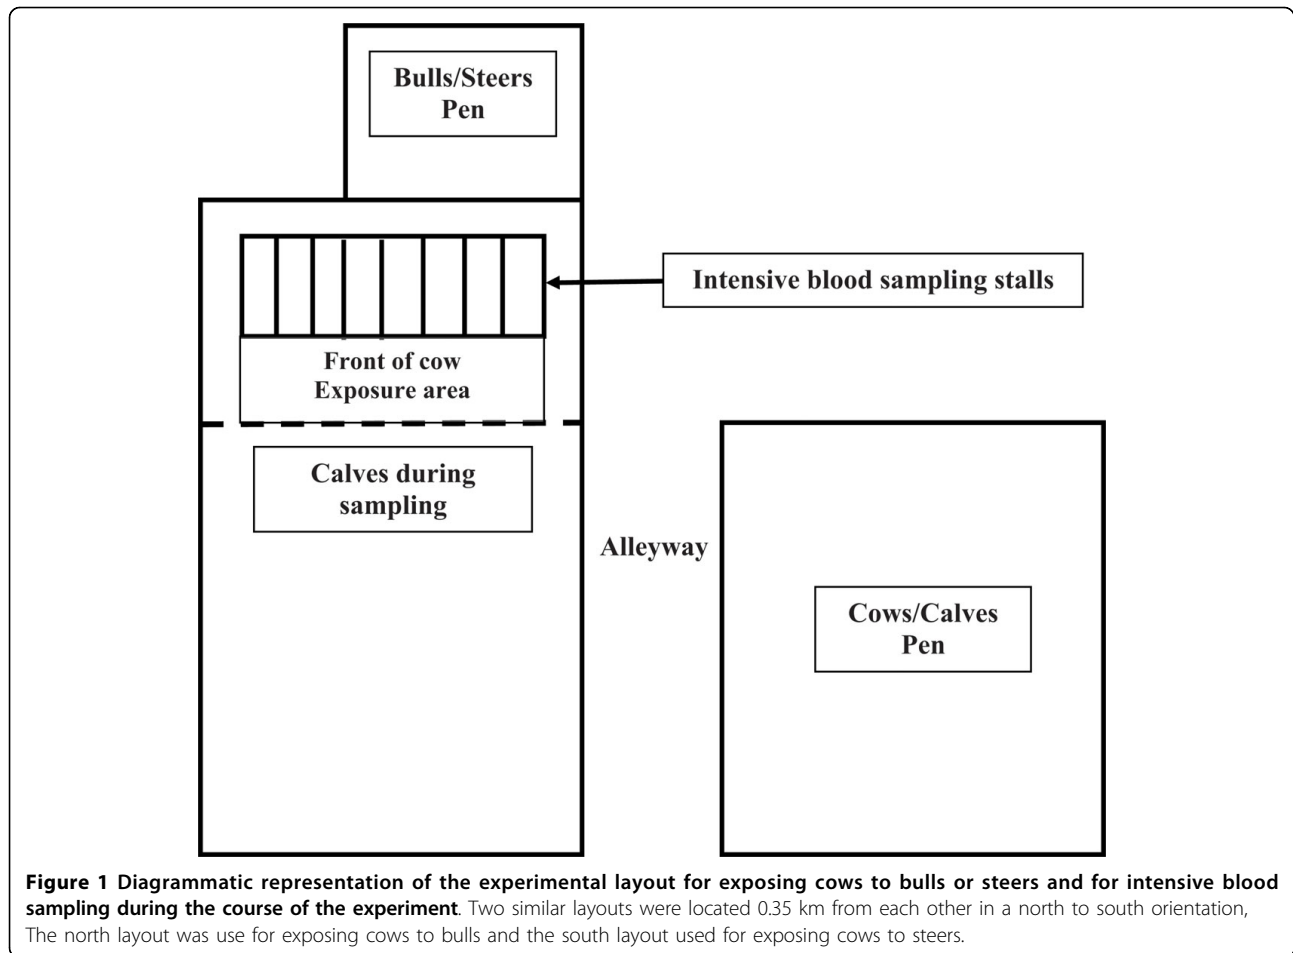 Bulls/Steers
Pen
Intensive blood sampling stalls
Front of cow
Exposure area
Calves during
sampling
Alleyway
Cows/Calves
Pen
Figure 1 Diagrammatic representation of the experimental layout for exposing cows to bulls or steers and for intensive blood
sampling during the course of the experiment. Two similar layouts were located 0.35 km from each other in a north to south orientation,
The north layout was use for exposing cows to bulls and the south layout used for exposing cows to steers.